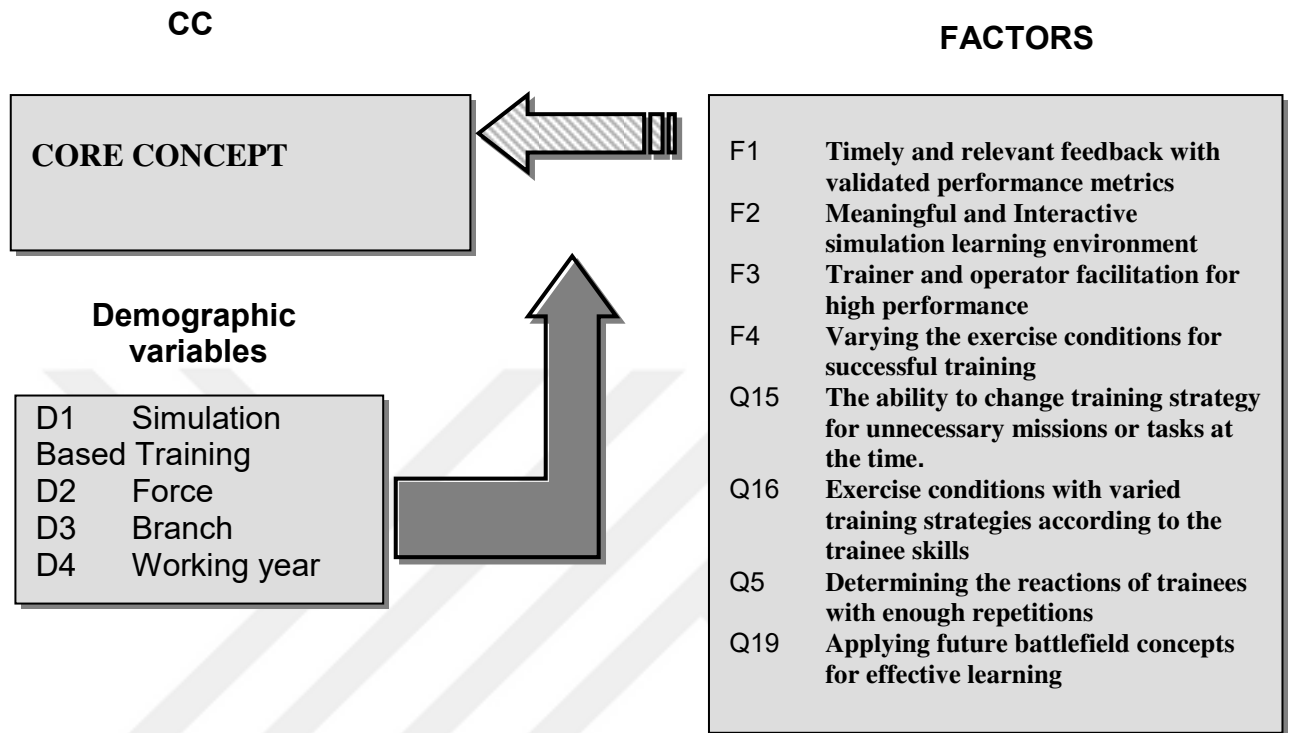 CC
CORE CONCEPT
Demographic
variables
D1 Simulation
Based Training
D2 Force
D3 Branch
D4 Working year
FACTORS
F1 Timely and relevant feedback with
validated performance metrics
F2 Meaningful and Interactive
simulation learning environment
F3 Trainer and operator facilitation for
high performance
F4 Varying the exercise conditions for
successful training
Q15 The ability to change training strategy
for unnecessary missions or tasks at
the time.
Q16 Exercise conditions with varied
training strategies according to the
trainee skills
Q5 Determining the reactions of trainees
with enough repetitions
Q19 Applying future battlefield concepts
for effective learning